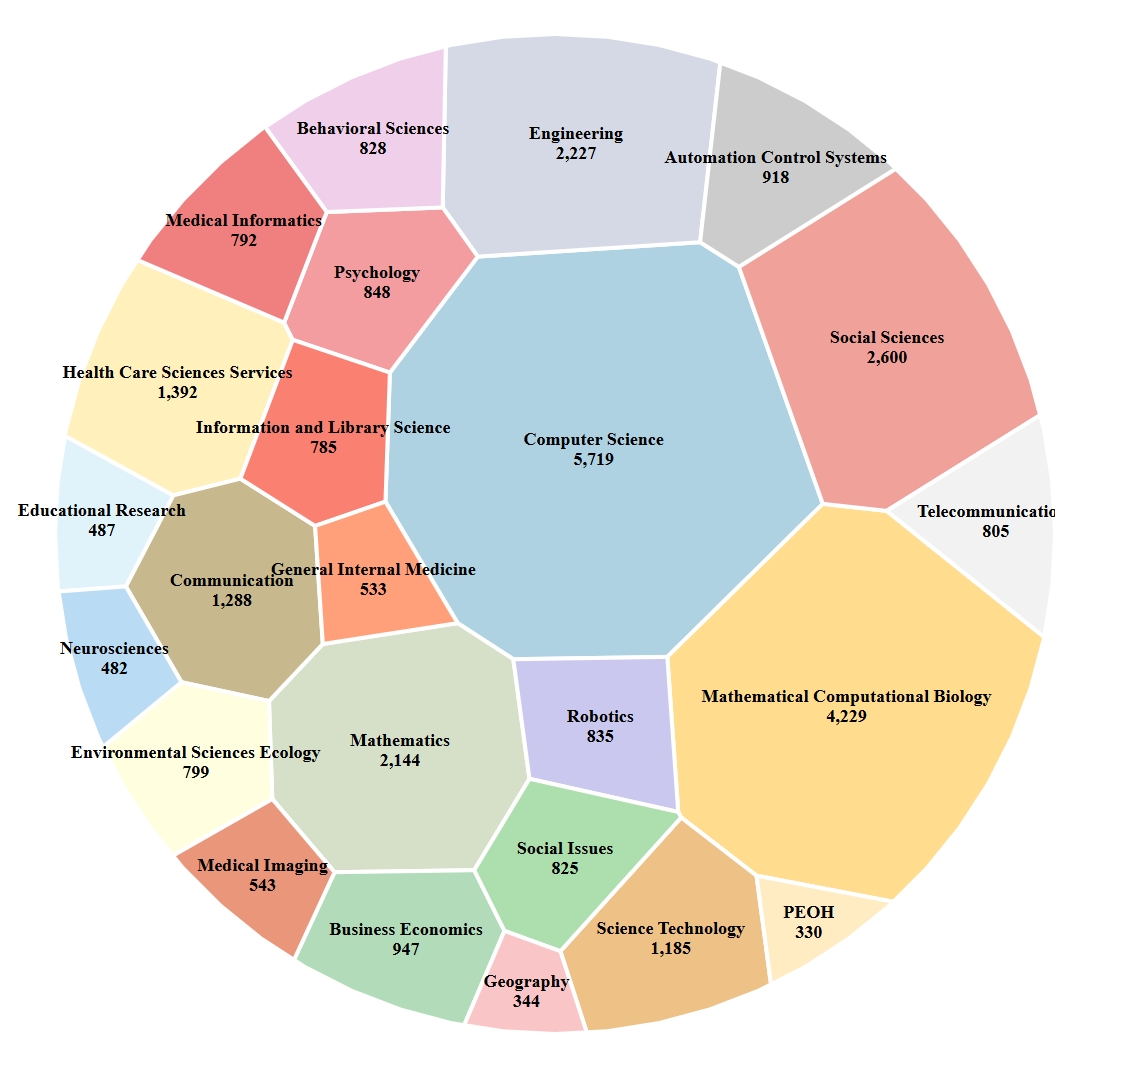 Behavioral Sciences
828
Engineering
2,227
Automation Control Systems
918
Medical Informatics
792
Psychology
848
Social Sciences
2,600
Health Care Sciences Services
1,392
Information and Library Science
785
Computer Science
5,719
Educational Research
487
Telecommunicatio
805
Communication
1,288
General Internal Medicine
533
Neurosciences
482
Mathematical Computational Biology
4,229
Robotics
835
Environmental Sciences Ecology
799
Mathematics
2,144
Social Issues
825
Medical Imaging
543
Business Economics
947
Science Technology
1,185
PEOH
330
Geography
344